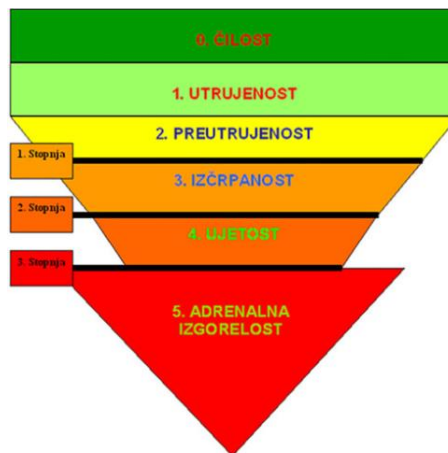 0. ČILOST
1. UTRUJENOST
2. PREUTRUJENOST
1. Stopnja
3. IZČRPANOST
2. Stopnja
4. UJETOST
3. Stopnja
5. ADRENALNA
IZGORELOST